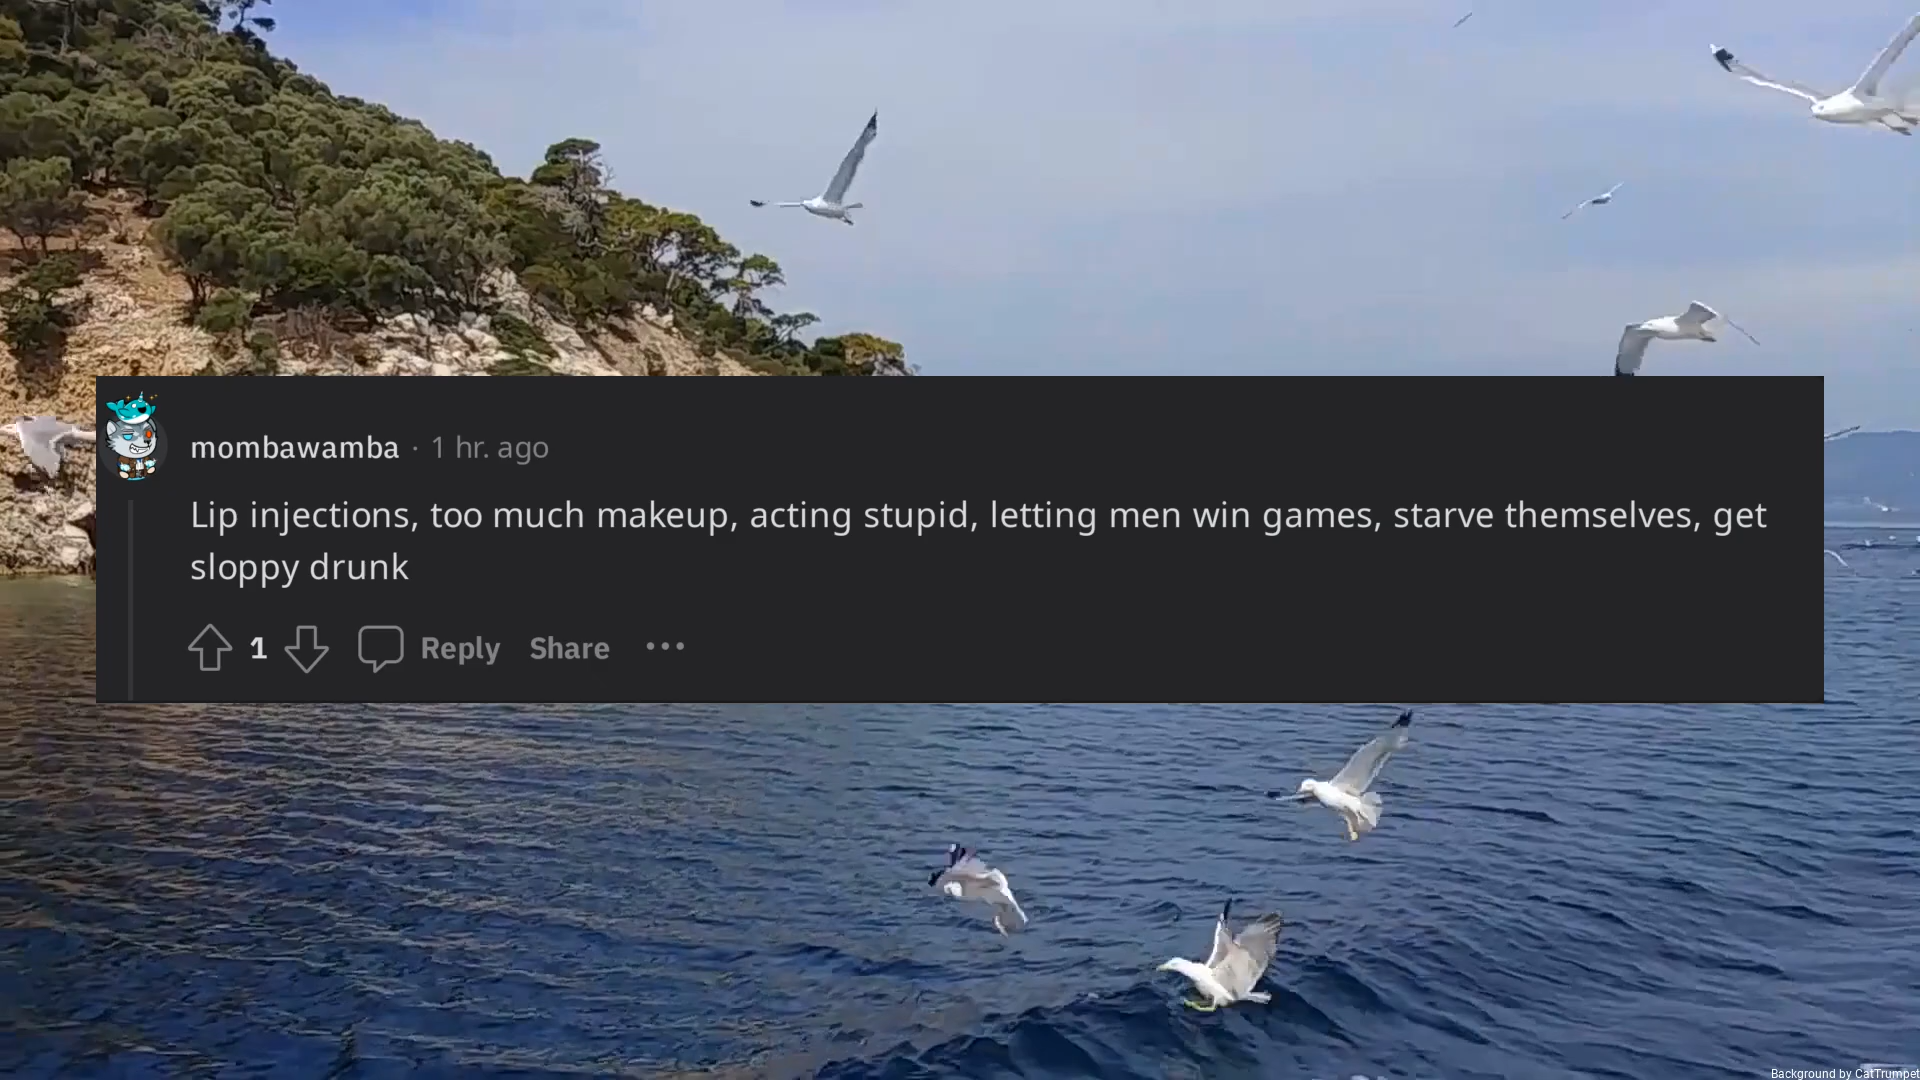 mombawamba · 1 hr. ago
Lip injections, too much makeup, acting stupid, letting men win games, starve themselves, get
sloppy drunk
1 Reply Share ...
Background by CatTrumpet